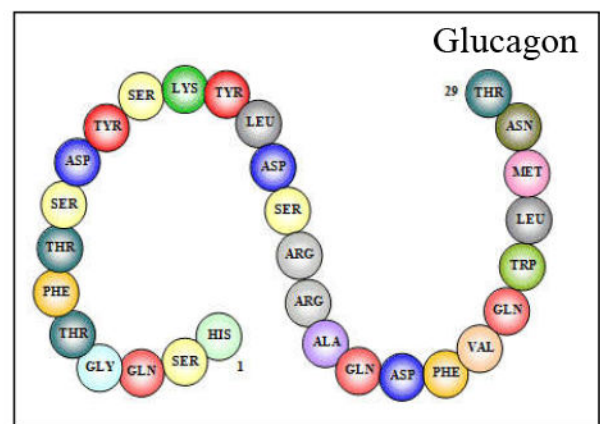 Glucagon
1
HIS
SER
GLN
GLY
THR
PHE
THR
SER
ASP
TYR
SER
LYS
TYR
LEU
ASP
SER
ARG
ARG
ALA
GLN
ASP
PHE
VAL
GLN
TRP
LEU
MET
ASN
THR
29